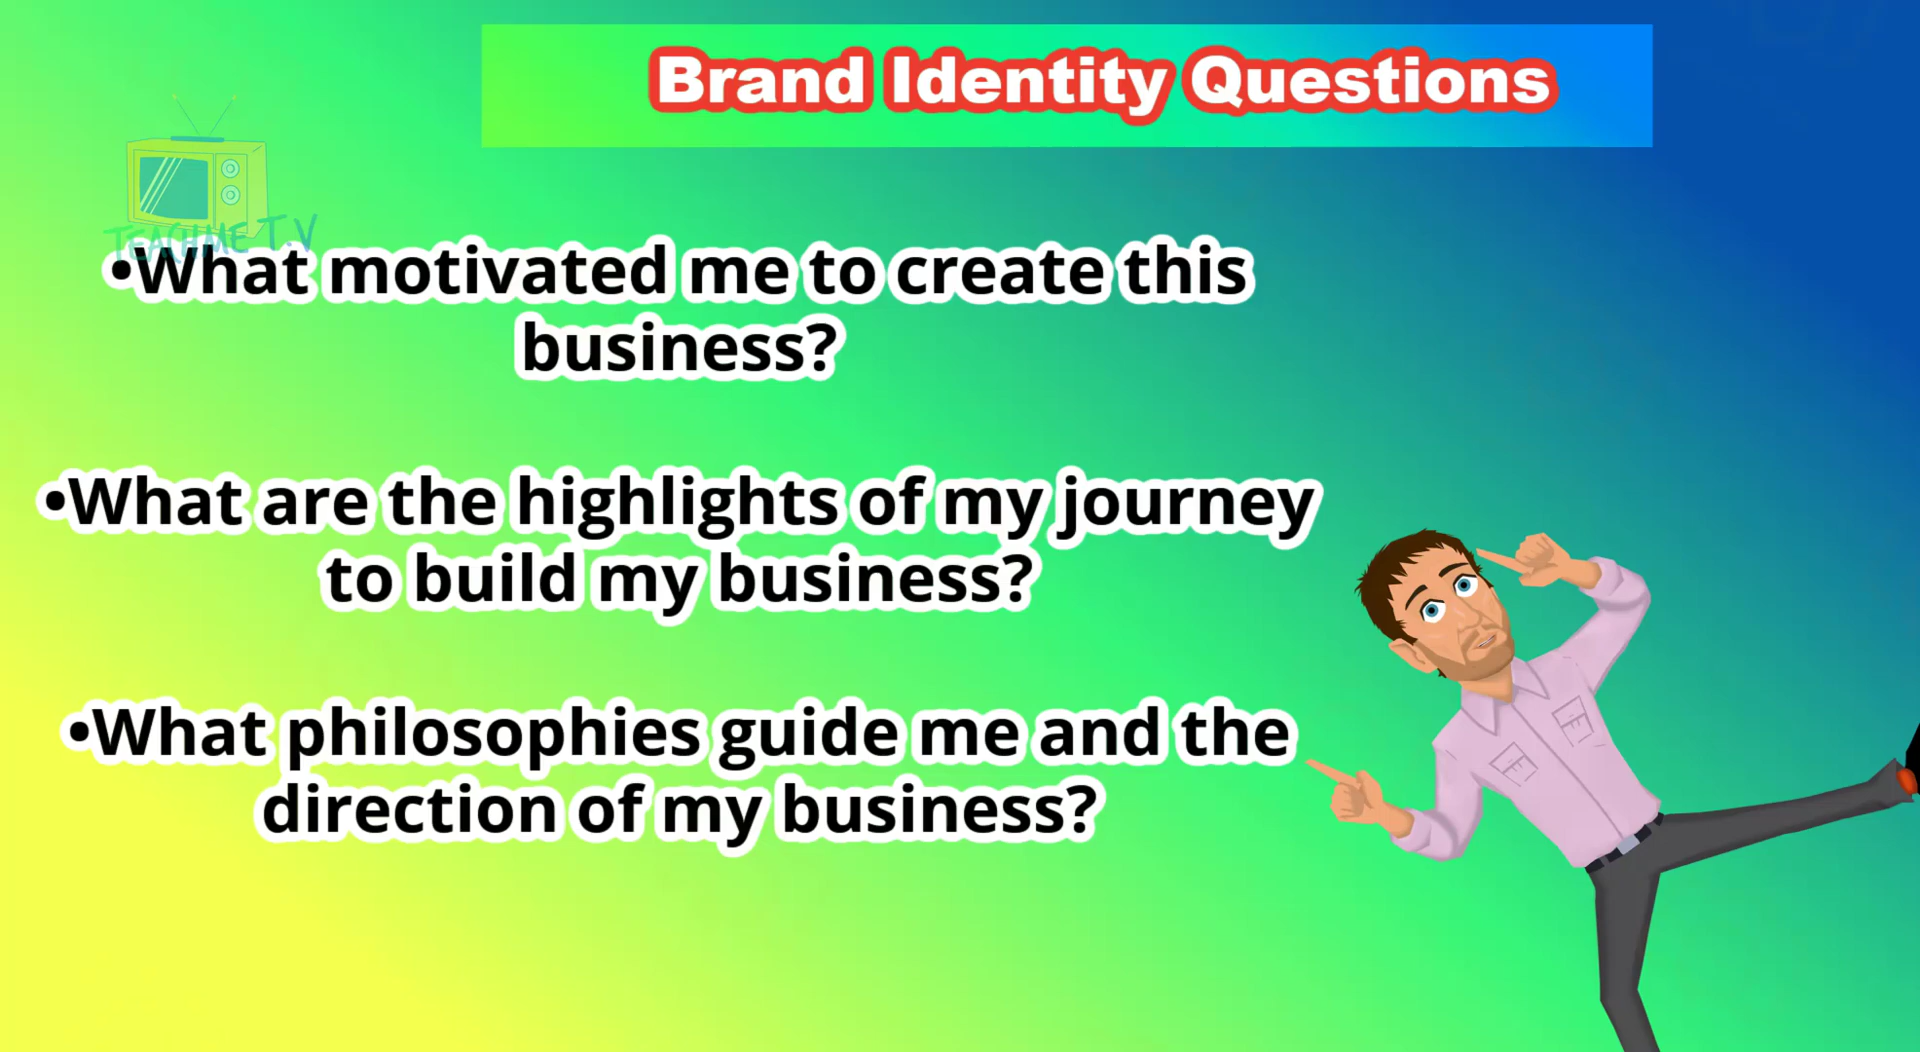 Brand Identity Questions
TEACHME T.V
•What motivated me to create this
business?
•What are the highlights of my journey
to build my business?
•What philosophies guide me and the
direction of my business?